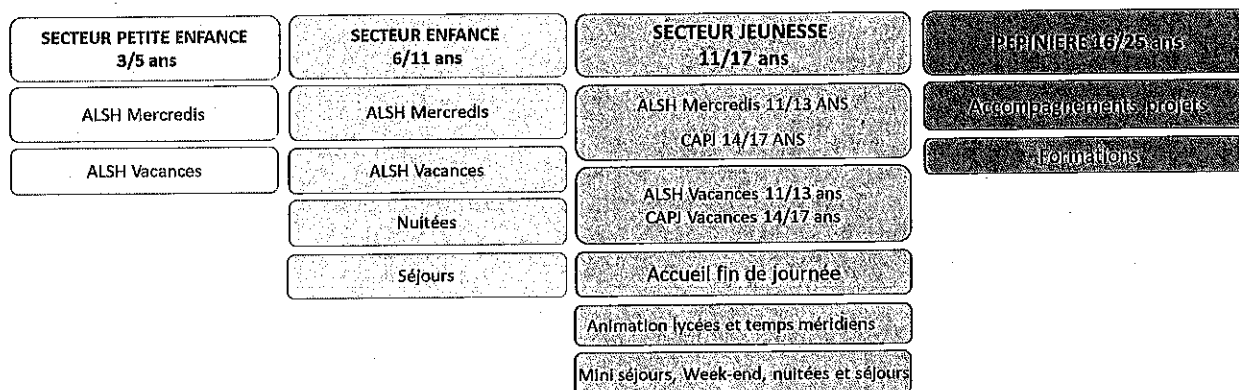 SECTEUR PETITE ENFANCE
3/5 ans
ALSH Mercredis
ALSH Vacances
SECTEUR ENFANCE
6/11 ans
ALSH Mercredis
ALSH Vacances
Nuitées
Séjours
SECTEUR JEUNESSE
11/17 ans
ALSH Mercredis 11/13 ANS
CAPJ 14/17 ANS
ALSH Vacances 11/13 ans
CAPJ Vacances 14/17 ans
Accueil fin de journée
Animation lycées et temps méridiens
Mini séjours, Week-end, nuitées et séjours
PEPINIERE 16/25 ans
Accompagnements projets
Formations